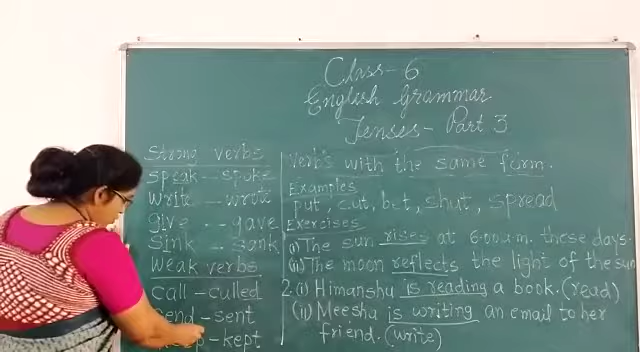 Class-6
English Grammar
Tenses - Part 3
Strong verbs
speak - spoke
write - wrote
give - gave
sink - sank
Weak verbs
call - called
send - sent
- kept
Verbs with the same form.
Examples
put, cut, bet, shut, spread
Exercises
(i) The sun rises at 6.00a.m. these days.
(ii) The moon reflects the light of the sun
2.(i) Himanshu is reading a book. (read)
(ii) Meesha is writing an email to her
friend. (write)